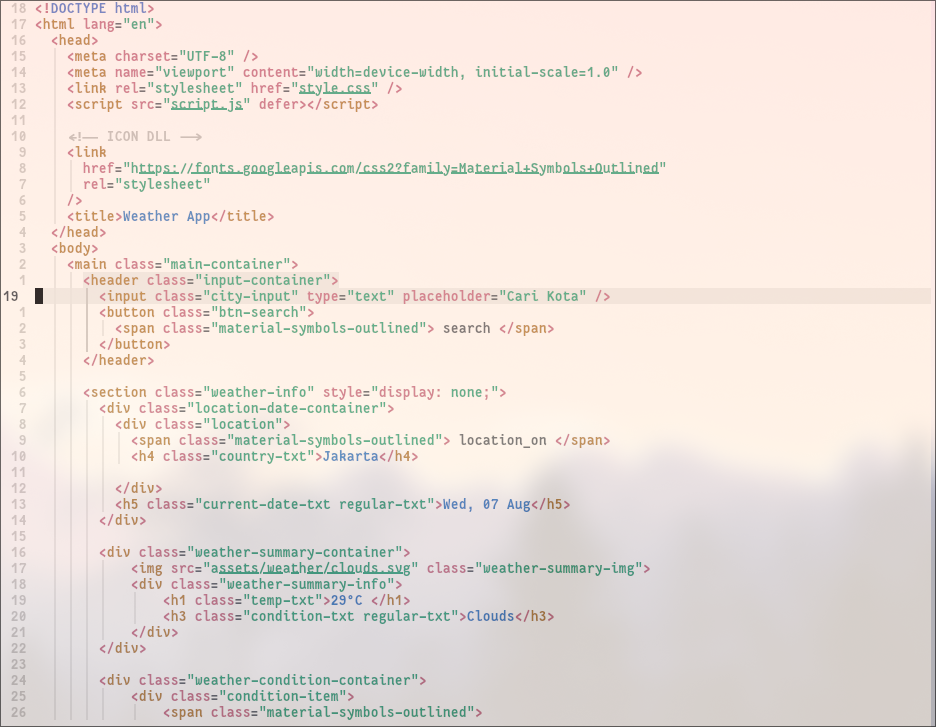 18 <!DOCTYPE html>
17 <html lang="en">
16 <head>
15 <meta charset="UTF-8" />
14 <meta name="viewport" content="width=device-width, initial-scale=1.0" />
13 <link rel="stylesheet" href="style.css" />
12 <script src="script.js" defer></script>
11
10 <!-- ICON DLL -->
9 <link
8 href="https://fonts.googleapis.com/css2?family=Material+Symbols+Outlined"
7 rel="stylesheet"
6 />
5 <title>Weather App</title>
4 </head>
3 <body>
2 <main class="main-container">
1 <header class="input-container">
19 <input class="city-input" type="text" placeholder="Cari Kota" />
1 <button class="btn-search">
2 <span class="material-symbols-outlined"> search </span>
3 </button>
4 </header>
5
6 <section class="weather-info" style="display: none;">
7 <div class="location-date-container">
8 <div class="location">
9 <span class="material-symbols-outlined"> location_on </span>
10 <h4 class="country-txt">Jakarta</h4>
11
12 </div>
13 <h5 class="current-date-txt regular-txt">Wed, 07 Aug</h5>
14 </div>
15
16 <div class="weather-summary-container">
17 <img src="assets/weather/clouds.svg" class="weather-summary-img">
18 <div class="weather-summary-info">
19 <h1 class="temp-txt">29°C </h1>
20 <h3 class="condition-txt regular-txt">Clouds</h3>
21 </div>
22 </div>
23
24 <div class="weather-condition-container">
25 <div class="condition-item">
26 <span class="material-symbols-outlined">